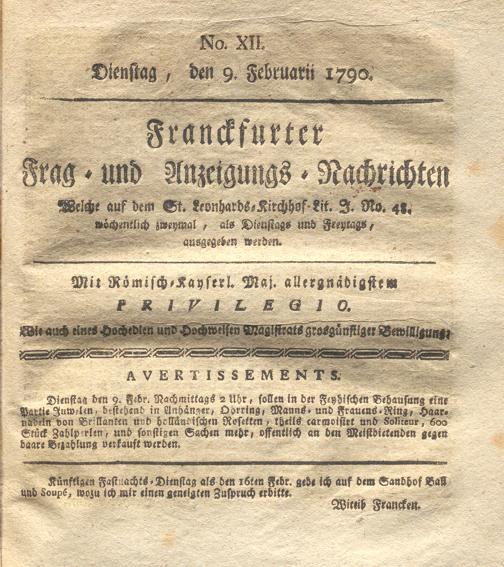 No. XII.
Dienstag, den 9. Februarii 1790.
Franckfurter
Frag- und Anzeigungs-Nachrichten
Welche auf dem St. Leonhards-Kirchhof Lit. J. No. 48.
wöchentlich zweymal, als Dienstags und Freytags,
ausgegeben werden.
Mit Römisch-Kayserl. Maj. allergnädigstem
PRIVILEGIO.
Wie auch eines Hochedlen und Hochweisen Magistrats grosgünstiger Bewilligung.
AVERTISSEMENTS.
Dienstag den 9. Febr. Nachmittags 2 Uhr, sollen in der Feyhischen Behausung eine
Partie Juwelen, bestehend in Anhänger, Ohrring, Manns- und Frauens-Ring, Haar-
nadeln von Brillanten und holländischen Rosetten, theils carmoisirt und Soliteur, 600
Stück Zahlperlen, und sonstigen Sachen mehr, offentlich an den Meistbietenden gegen
baare Bezahlung verkauft werden.
Künftigen Fastnachts-Dienstag als den 16ten Febr. gebe ich auf dem Sandhof Ball
und Soupé, wozu ich mir einen geneigten Zuspruch erbitte.
Wittib Francken.